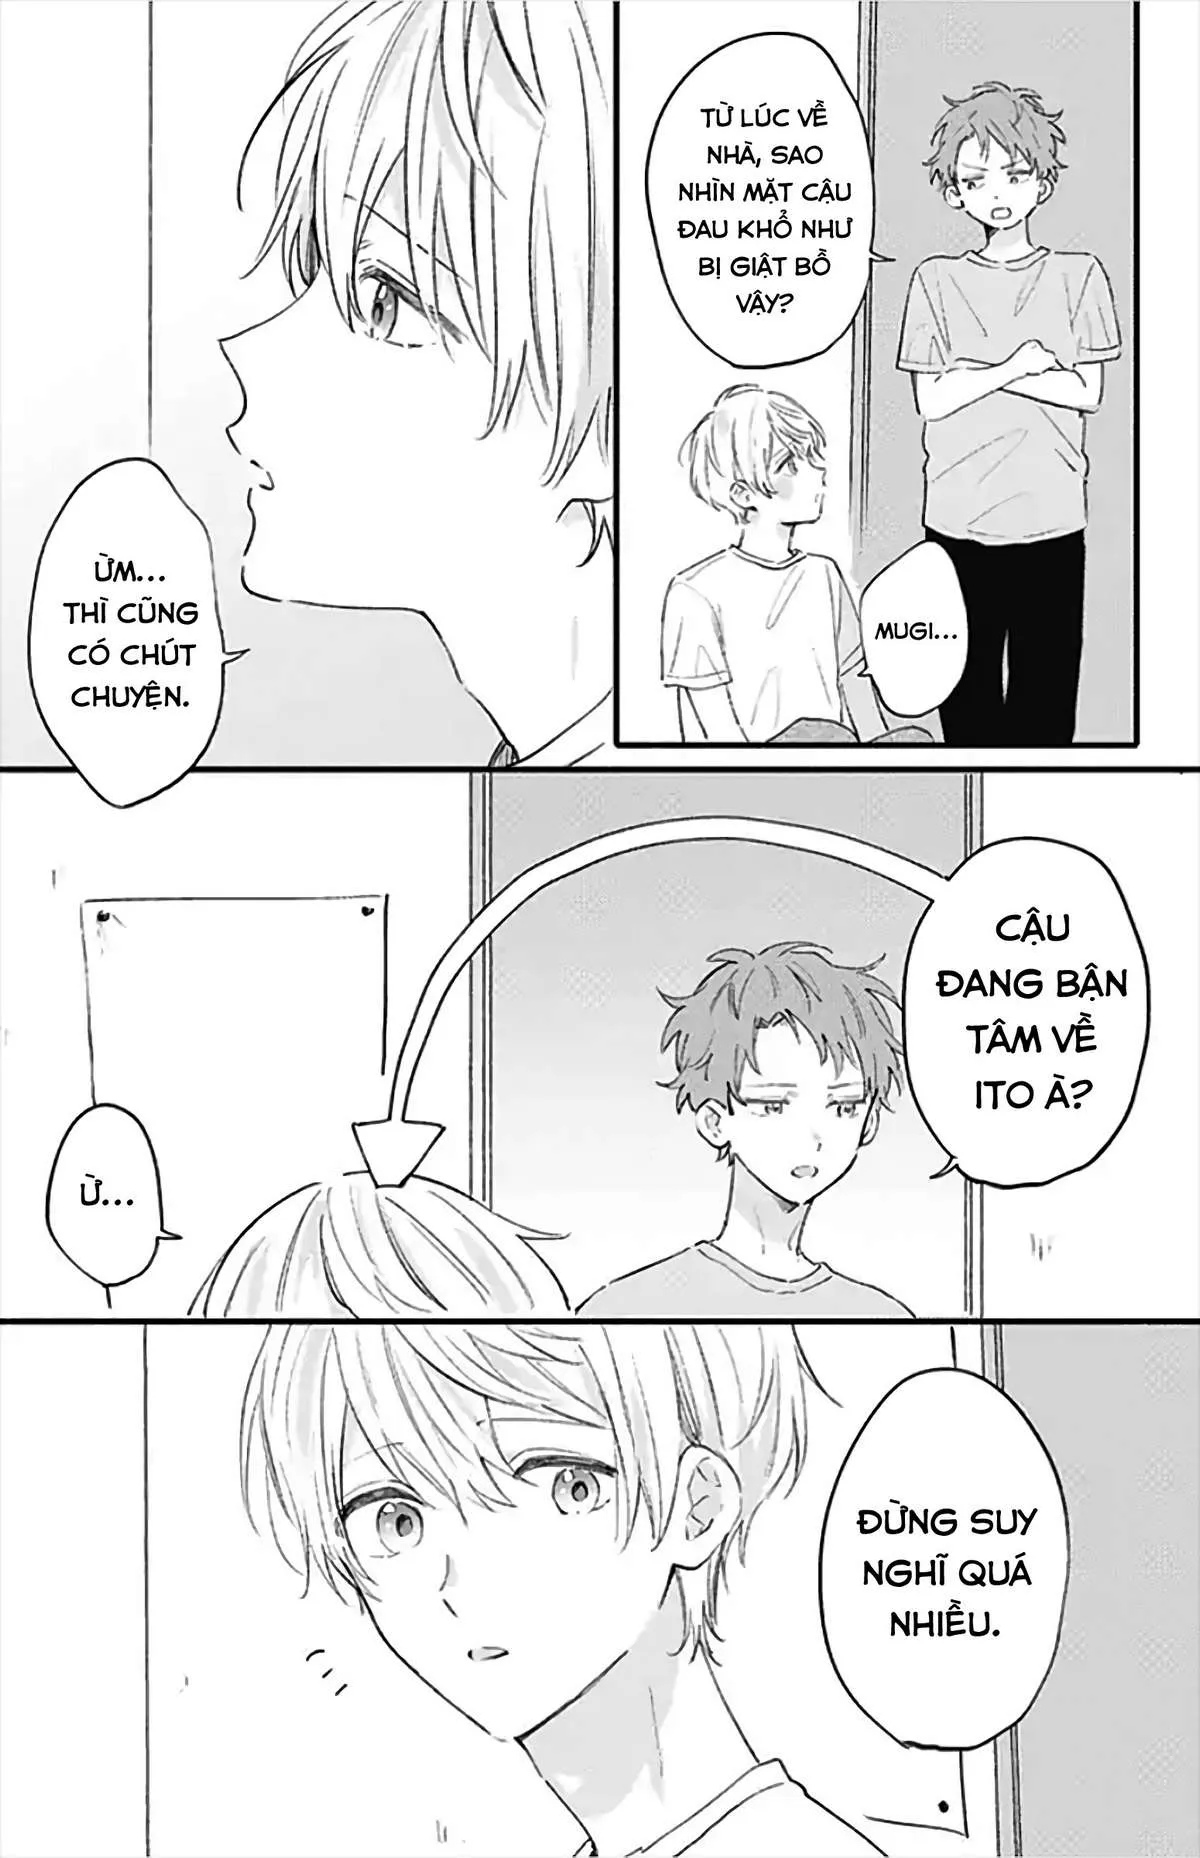 TỪ LÚC VỀ
NHÀ, SAO
NHÌN MẶT CẬU
ĐAU KHỔ NHƯ
BỊ GIẬT BỒ
VẬY?
MUGI...
ỪM...
THÌ CŨNG
CÓ CHÚT
CHUYỆN.
CẬU
ĐANG BẬN
TÂM VỀ
ITO À?
Ừ...
ĐỪNG SUY
NGHĨ QUÁ
NHIỀU.